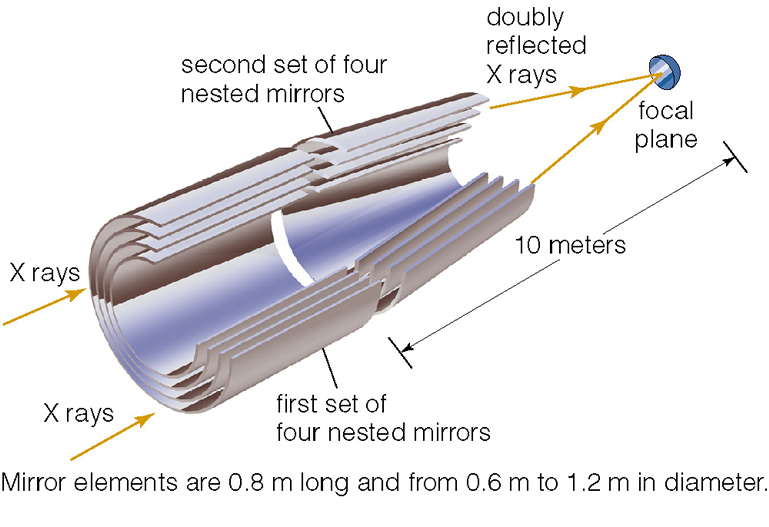 doubly
reflected
X rays
second set of four
nested mirrors
focal
plane
10 meters
X rays
X rays
first set of
four nested mirrors
Mirror elements are 0.8 m long and from 0.6 m to 1.2 m in diameter.